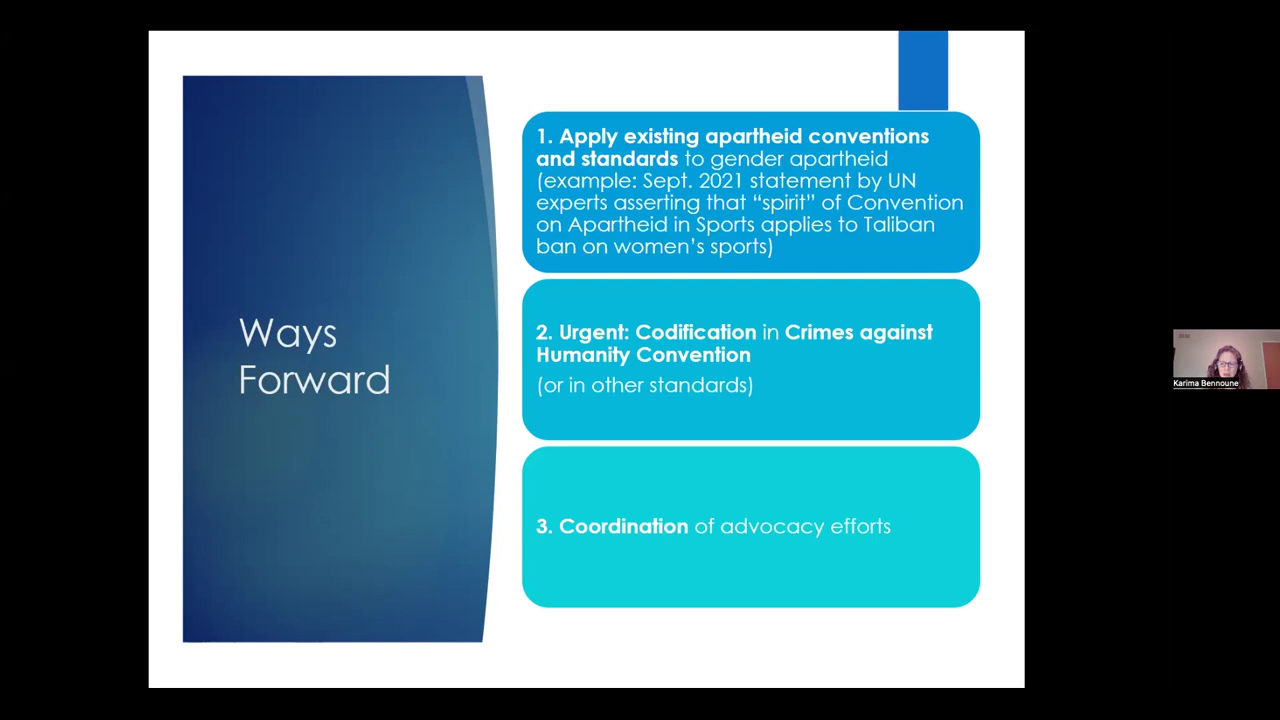 Ways
Forward
1. Apply existing apartheid conventions
and standards to gender apartheid
(example: Sept. 2021 statement by UN
experts asserting that “spirit” of Convention
on Apartheid in Sports applies to Taliban
ban on women’s sports)
2. Urgent: Codification in Crimes against
Humanity Convention
(or in other standards)
3. Coordination of advocacy efforts
Karima Bennoune